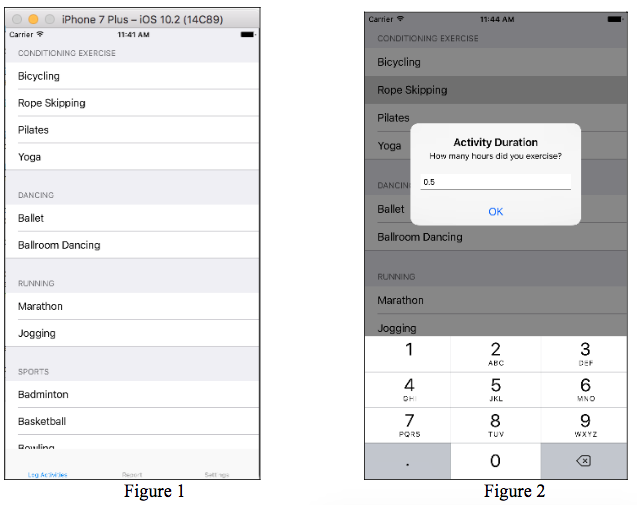 iPhone 7 Plus – iOS 10.2 (14C89)
Carrier 11:41 AM
CONDITIONING EXERCISE
Bicycling
Rope Skipping
Pilates
Yoga
DANCING
Ballet
Ballroom Dancing
RUNNING
Marathon
Jogging
SPORTS
Badminton
Basketball
Bowling
Log Activities Report Settings
Figure 1
Carrier 11:44 AM
CONDITIONING EXERCISE
Bicycling
Rope Skipping
Pilates
Yoga
Activity Duration
How many hours did you exercise?
0.5
OK
DANCIN
Ballet
Ballroom Dancing
RUNNING
Marathon
Jogging
1 2 3
ABC DEF
4 5 6
GHI JKL MNO
7 8 9
PQRS TUV WXYZ
. 0
Figure 2